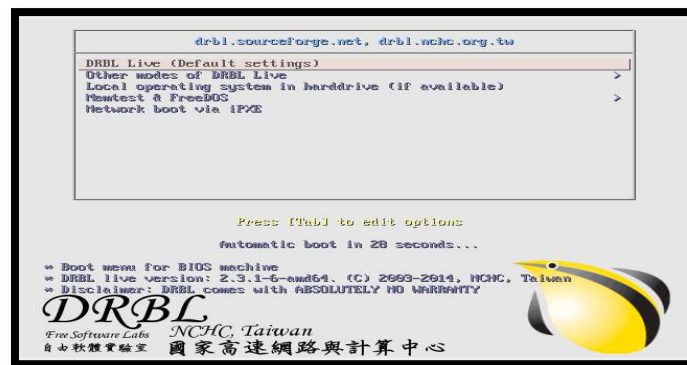 drbl.sourceforge.net, drbl.nchc.org.tw
DRBL Live (Default settings)
Other modes of DRBL Live >
Local operating system in harddrive (if available)
Memtest & FreeDOS >
Network boot via iPXE
Press [Tab] to edit options
Automatic boot in 28 seconds...
* Boot menu for BIOS machine
* DRBL live version: 2.3.1-6-amd64. (C) 2003-2014, NCHC, Taiwan
* Disclaimer: DRBL comes with ABSOLUTELY NO WARRANTY
DRBL
Free Software Labs NCHC, Taiwan
自由軟體實驗室 國家高速網路與計算中心